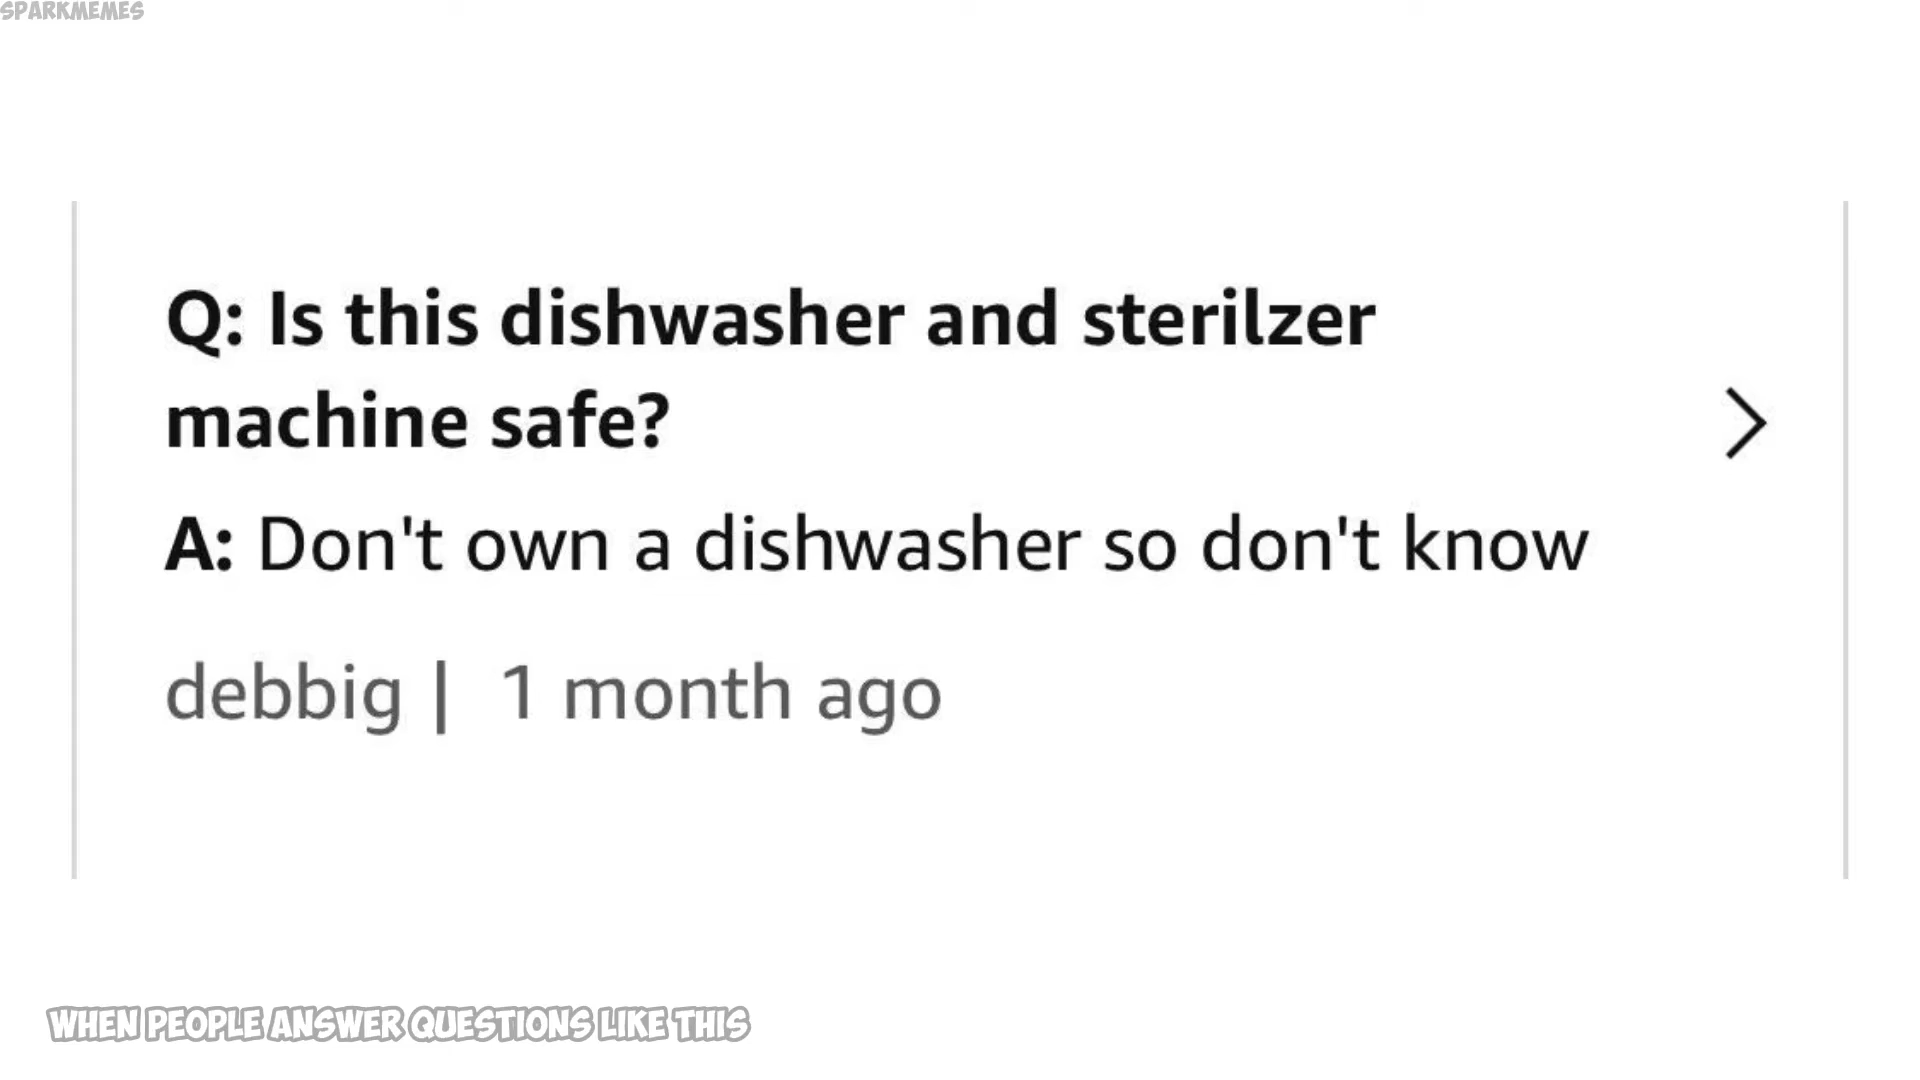 SPARKMEMES
Q: Is this dishwasher and sterilzer
machine safe?
A: Don't own a dishwasher so don't know
debbig | 1 month ago
WHEN PEOPLE ANSWER QUESTIONS LIKE THIS